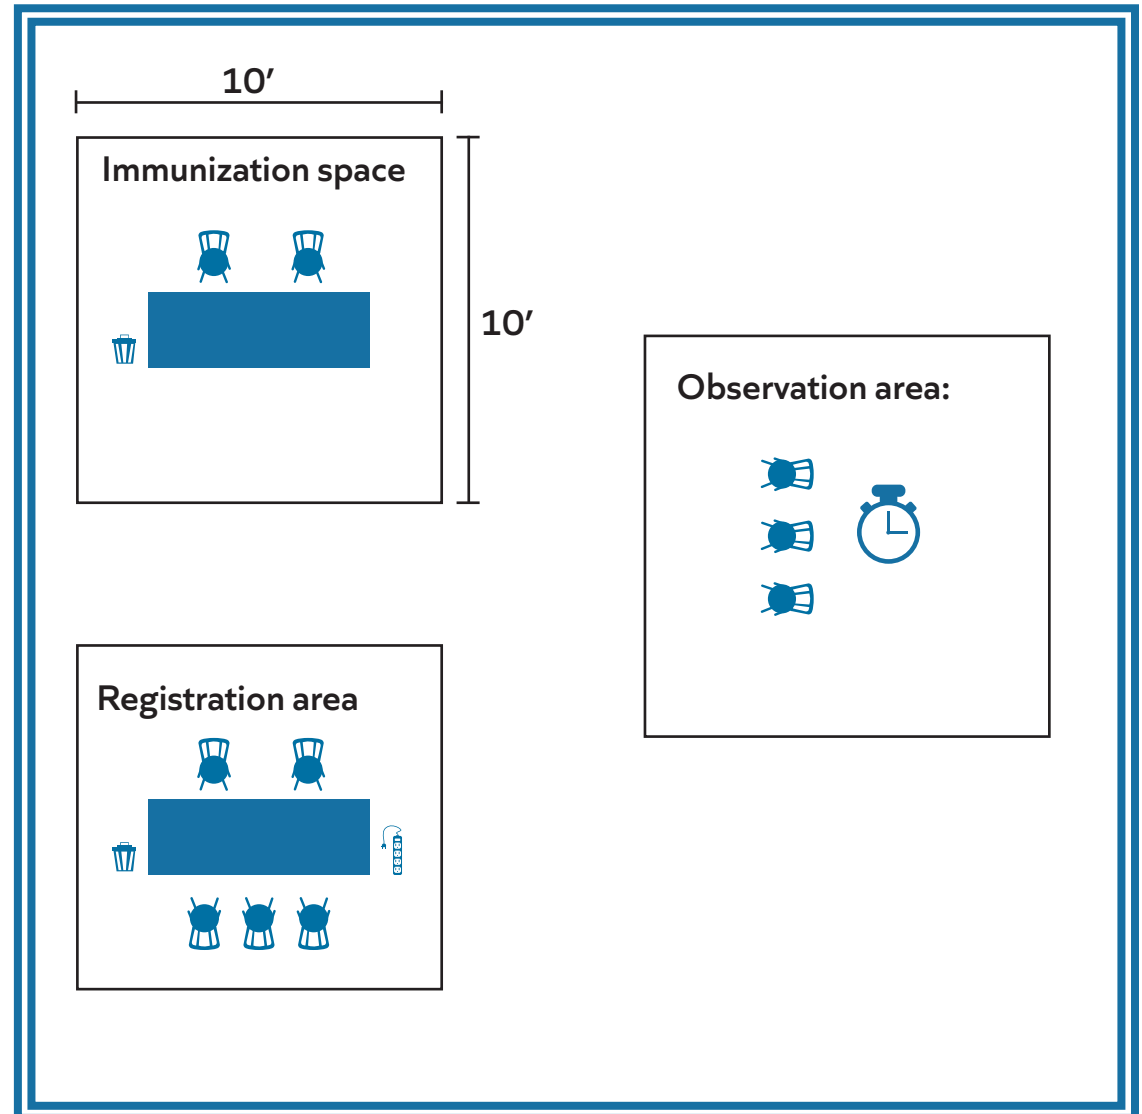 10′
Immunization space
10′
Observation area:
Registration area